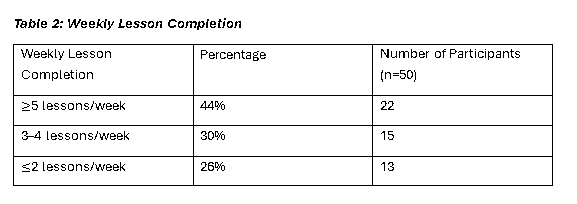 Table 2: Weekly Lesson Completion
Weekly Lesson Completion Percentage Number of Participants (n=50)
≥5 lessons/week 44% 22
3–4 lessons/week 30% 15
≤2 lessons/week 26% 13